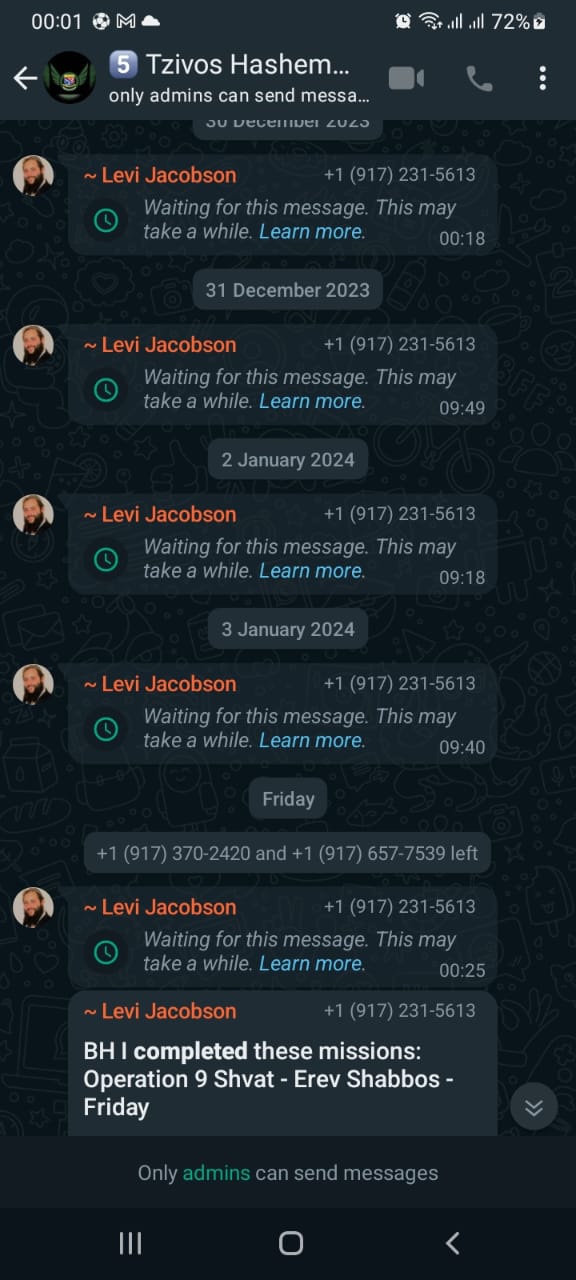 00:01
72%
5 Tzivos Hashem...
only admins can send messa...
30 December 2023
~ Levi Jacobson +1 (917) 231-5613
Waiting for this message. This may
take a while. Learn more.
00:18
31 December 2023
~ Levi Jacobson +1 (917) 231-5613
Waiting for this message. This may
take a while. Learn more.
09:49
2 January 2024
~ Levi Jacobson +1 (917) 231-5613
Waiting for this message. This may
take a while. Learn more.
09:18
3 January 2024
~ Levi Jacobson +1 (917) 231-5613
Waiting for this message. This may
take a while. Learn more.
09:40
Friday
+1 (917) 370-2420 and +1 (917) 657-7539 left
~ Levi Jacobson +1 (917) 231-5613
Waiting for this message. This may
take a while. Learn more.
00:25
~ Levi Jacobson +1 (917) 231-5613
BH I completed these missions:
Operation 9 Shvat - Erev Shabbos -
Friday
Only admins can send messages